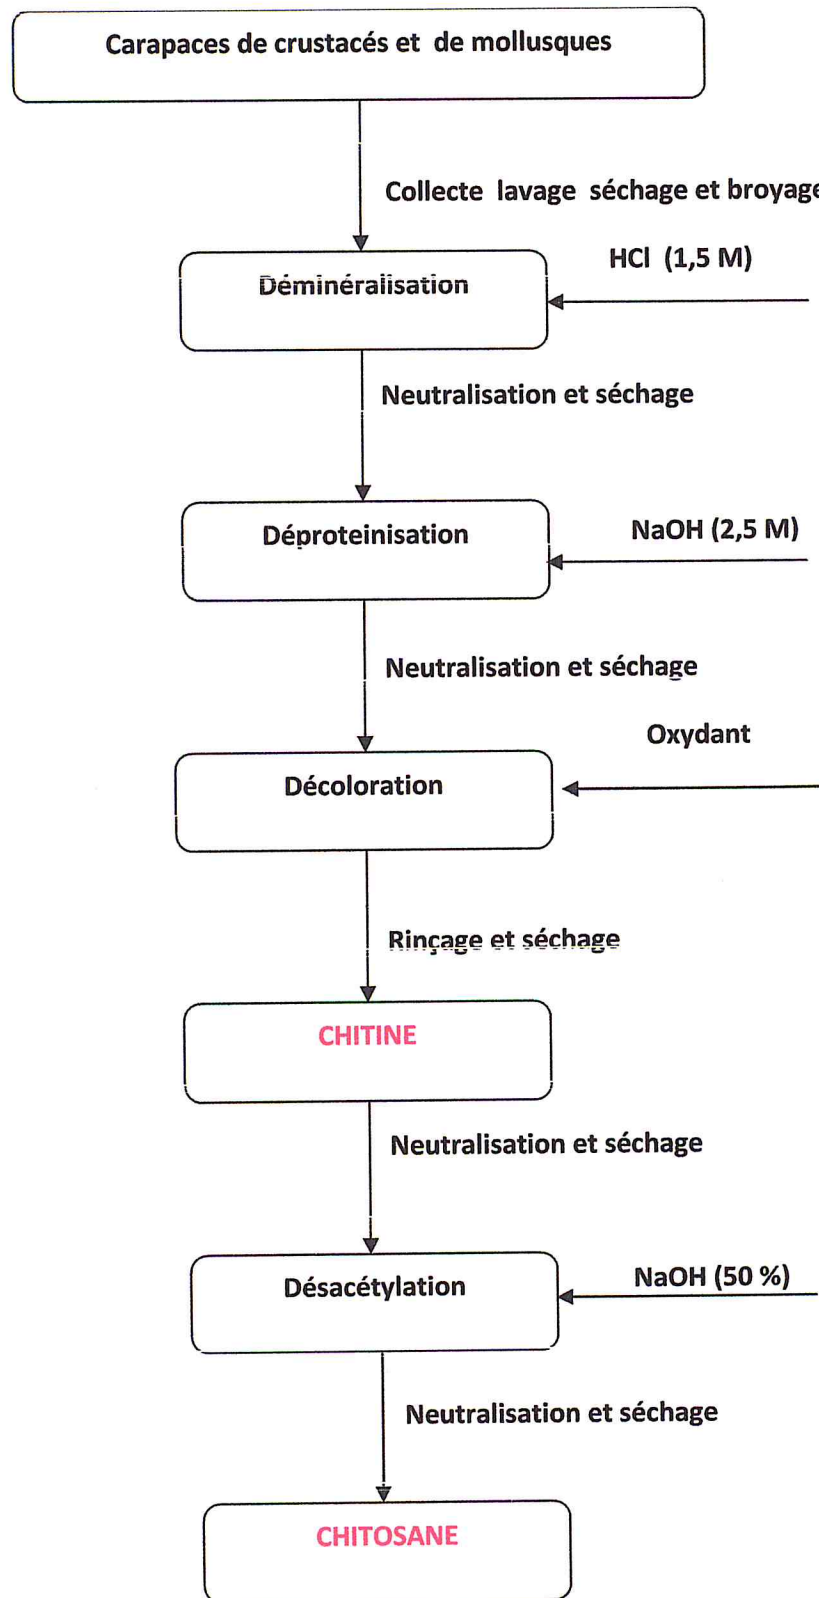 Carapaces de crustacés et de mollusques
Collecte lavage séchage et broyage
HCl (1,5 M)
Déminéralisation
Neutralisation et séchage
NaOH (2,5 M)
Déproteinisation
Neutralisation et séchage
Oxydant
Décoloration
Rinçage et séchage
CHITINE
Neutralisation et séchage
NaOH (50 %)
Désacétylation
Neutralisation et séchage
CHITOSANE